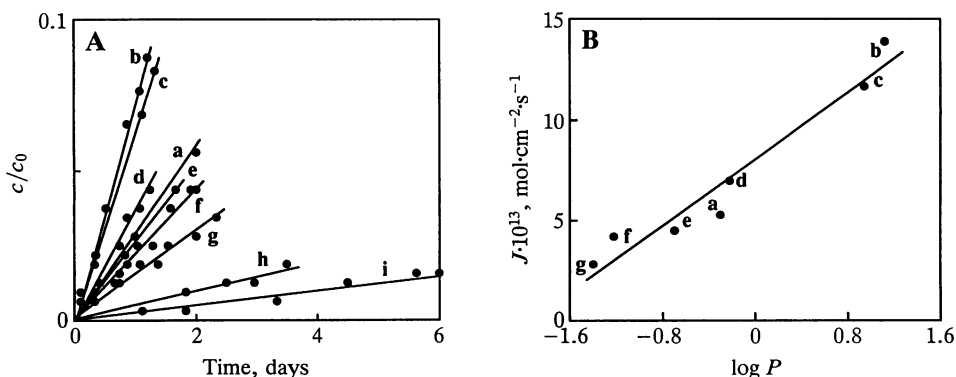 A
0.1
b
c
a
d
e
f
g
h
i
0
0
2
4
6
c/c₀
Time, days
B
15
10
5
0
b
c
d
a
e
f
g
−1.6
−0.8
0
0.8
1.6
J·10¹³, mol·cm⁻²·s⁻¹
log P